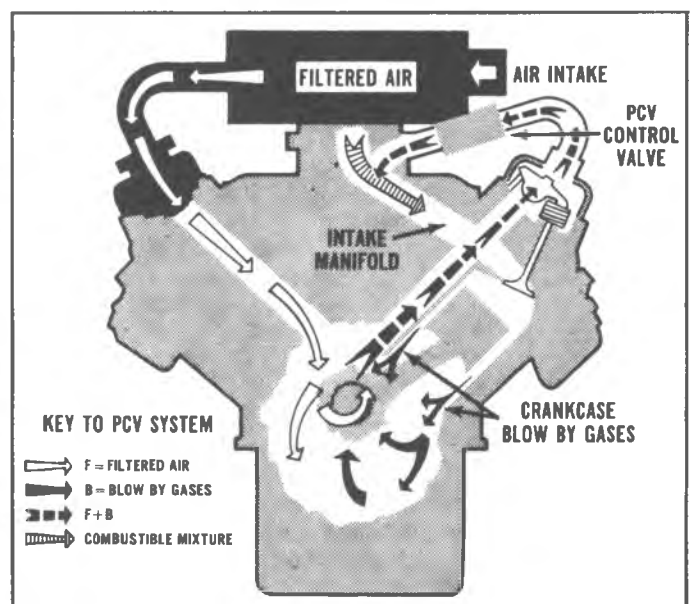 FILTERED AIR
AIR INTAKE
PCV
CONTROL
VALVE
INTAKE
MANIFOLD
CRANKCASE
BLOW BY GASES
KEY TO PCV SYSTEM
F = FILTERED AIR
B = BLOW BY GASES
F + B
COMBUSTIBLE MIXTURE